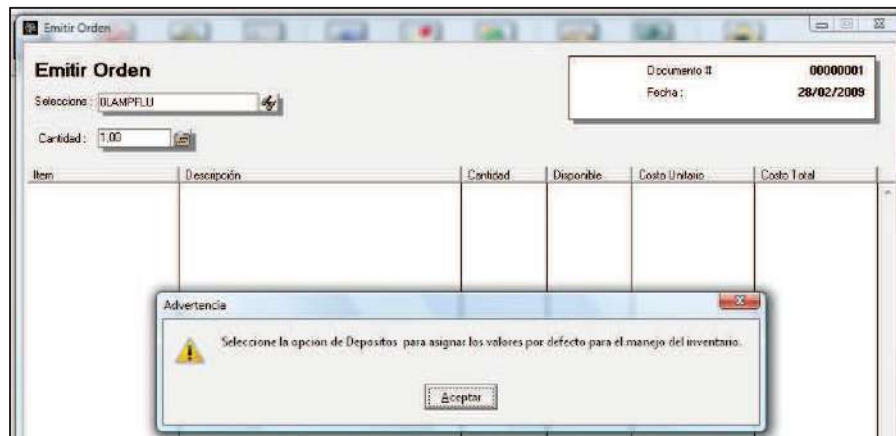 Emitir Orden
Emitir Orden
Documento # 00000001
Fecha : 28/02/2009
Seleccione : 0LAMPFLU
Cantidad : 1,00
Item Descripción Cantidad Disponible Costo Unitario Costo Total
Advertencia
Seleccione la opción de Depositos para asignar los valores por defecto para el manejo del inventario.
Aceptar